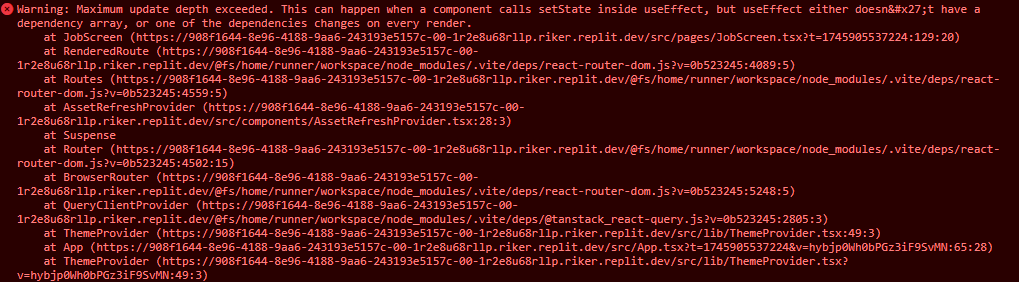 Warning: Maximum update depth exceeded. This can happen when a component calls setState inside useEffect, but useEffect either doesn&#x27;t have a
dependency array, or one of the dependencies changes on every render.
at JobScreen (https://908f1644-8e96-4188-9aa6-243193e5157c-00-1r2e8u68rllp.riker.replit.dev/src/pages/JobScreen.tsx?t=1745905537224:129:20)
at RenderedRoute (https://908f1644-8e96-4188-9aa6-243193e5157c-00-
1r2e8u68rllp.riker.replit.dev/@fs/home/runner/workspace/node_modules/.vite/deps/react-router-dom.js?v=0b523245:4089:5)
at Routes (https://908f1644-8e96-4188-9aa6-243193e5157c-00-1r2e8u68rllp.riker.replit.dev/@fs/home/runner/workspace/node_modules/.vite/deps/react-
router-dom.js?v=0b523245:4559:5)
at AssetRefreshProvider (https://908f1644-8e96-4188-9aa6-243193e5157c-00-
1r2e8u68rllp.riker.replit.dev/src/components/AssetRefreshProvider.tsx:28:3)
at Suspense
at Router (https://908f1644-8e96-4188-9aa6-243193e5157c-00-1r2e8u68rllp.riker.replit.dev/@fs/home/runner/workspace/node_modules/.vite/deps/react-
router-dom.js?v=0b523245:4502:15)
at BrowserRouter (https://908f1644-8e96-4188-9aa6-243193e5157c-00-
1r2e8u68rllp.riker.replit.dev/@fs/home/runner/workspace/node_modules/.vite/deps/react-router-dom.js?v=0b523245:5248:5)
at QueryClientProvider (https://908f1644-8e96-4188-9aa6-243193e5157c-00-
1r2e8u68rllp.riker.replit.dev/@fs/home/runner/workspace/node_modules/.vite/deps/@tanstack_react-query.js?v=0b523245:2805:3)
at ThemeProvider (https://908f1644-8e96-4188-9aa6-243193e5157c-00-1r2e8u68rllp.riker.replit.dev/src/lib/ThemeProvider.tsx:49:3)
at App (https://908f1644-8e96-4188-9aa6-243193e5157c-00-1r2e8u68rllp.riker.replit.dev/src/App.tsx?t=1745905537224&v=hybjp0Wh0bPGz3iF9SvMN:65:28)
at ThemeProvider (https://908f1644-8e96-4188-9aa6-243193e5157c-00-1r2e8u68rllp.riker.replit.dev/src/lib/ThemeProvider.tsx?
v=hybjp0Wh0bPGz3iF9SvMN:49:3)